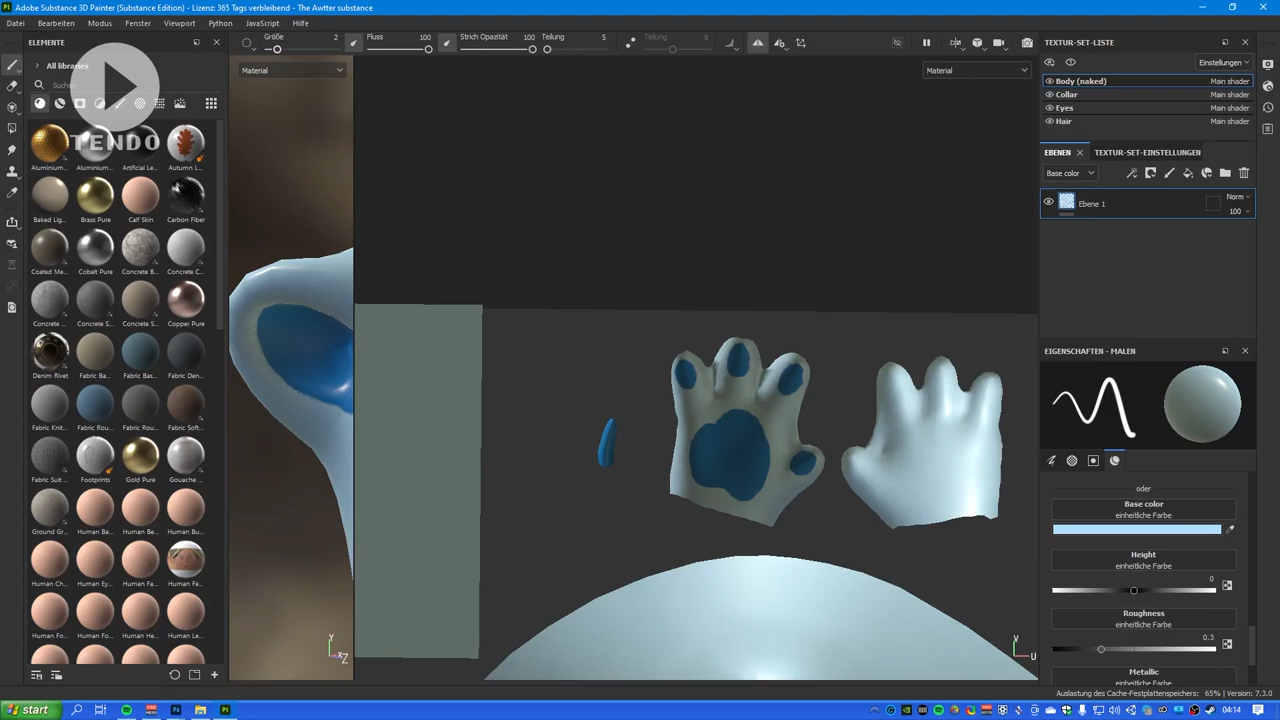 Adobe Substance 3D Painter (Substance Edition) - Lizenz: 365 Tags verbleibend - The Awtter substance
Datei Bearbeiten Modus Fenster Viewport Python JavaScript Hilfe
ELEMENTE
Größe 2 Fluss 100 Strich Opazität 100 Teilung 5 Teilung 8
TEXTUR-SET-LISTE
All libraries
Suchen
Material
Material
Einstellungen
Body (naked) Main shader
Collar Main shader
Eyes Main shader
Hair Main shader
TENDO
Aluminium... Aluminium... Artificial Le... Autumn L...
Baked Lig... Brass Pure Calf Skin Carbon Fiber
Coated Me... Cobalt Pure Concrete B... Concrete C...
Concrete ... Concrete S... Concrete S... Copper Pure
Denim Rivet Fabric Ba... Fabric Bas... Fabric Den...
Fabric Knit... Fabric Rou... Fabric Rou... Fabric Soft...
Fabric Suit ... Footprints Gold Pure Gouache ...
Ground Gr... Human Ba... Human Be... Human Bu...
Human Ch... Human Ey... Human Fa... Human Fe...
Human Fo... Human Fo... Human He... Human Le...
EBENEN TEXTUR-SET-EINSTELLUNGEN
Base color
Ebene 1 Norm
100
EIGENSCHAFTEN - MALEN
oder
Base color
einheitliche Farbe
Height
einheitliche Farbe
0
Roughness
einheitliche Farbe
0.3
Metallic
einheitliche Farbe
Y
X
Z
V
U
Auslastung des Cache-Festplattenspeichers: 65% | Version: 7.3.0
start
04:14